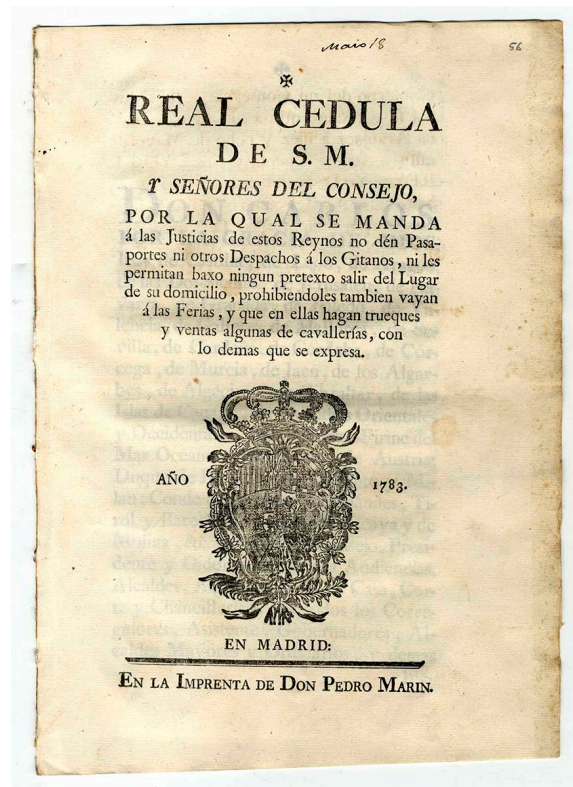 Maio 18
56
✠
REAL CEDULA
DE S. M.
Y SEÑORES DEL CONSEJO,
POR LA QUAL SE MANDA
á las Justicias de estos Reynos no dén Pasa-
portes ni otros Despachos á los Gitanos, ni les
permitan baxo ningun pretexto salir del Lugar
de su domicilio, prohibiendoles tambien vayan
á las Ferias, y que en ellas hagan trueques
y ventas algunas de cavallerías, con
lo demas que se expresa.
AÑO 1783.
EN MADRID:
EN LA IMPRENTA DE DON PEDRO MARIN.